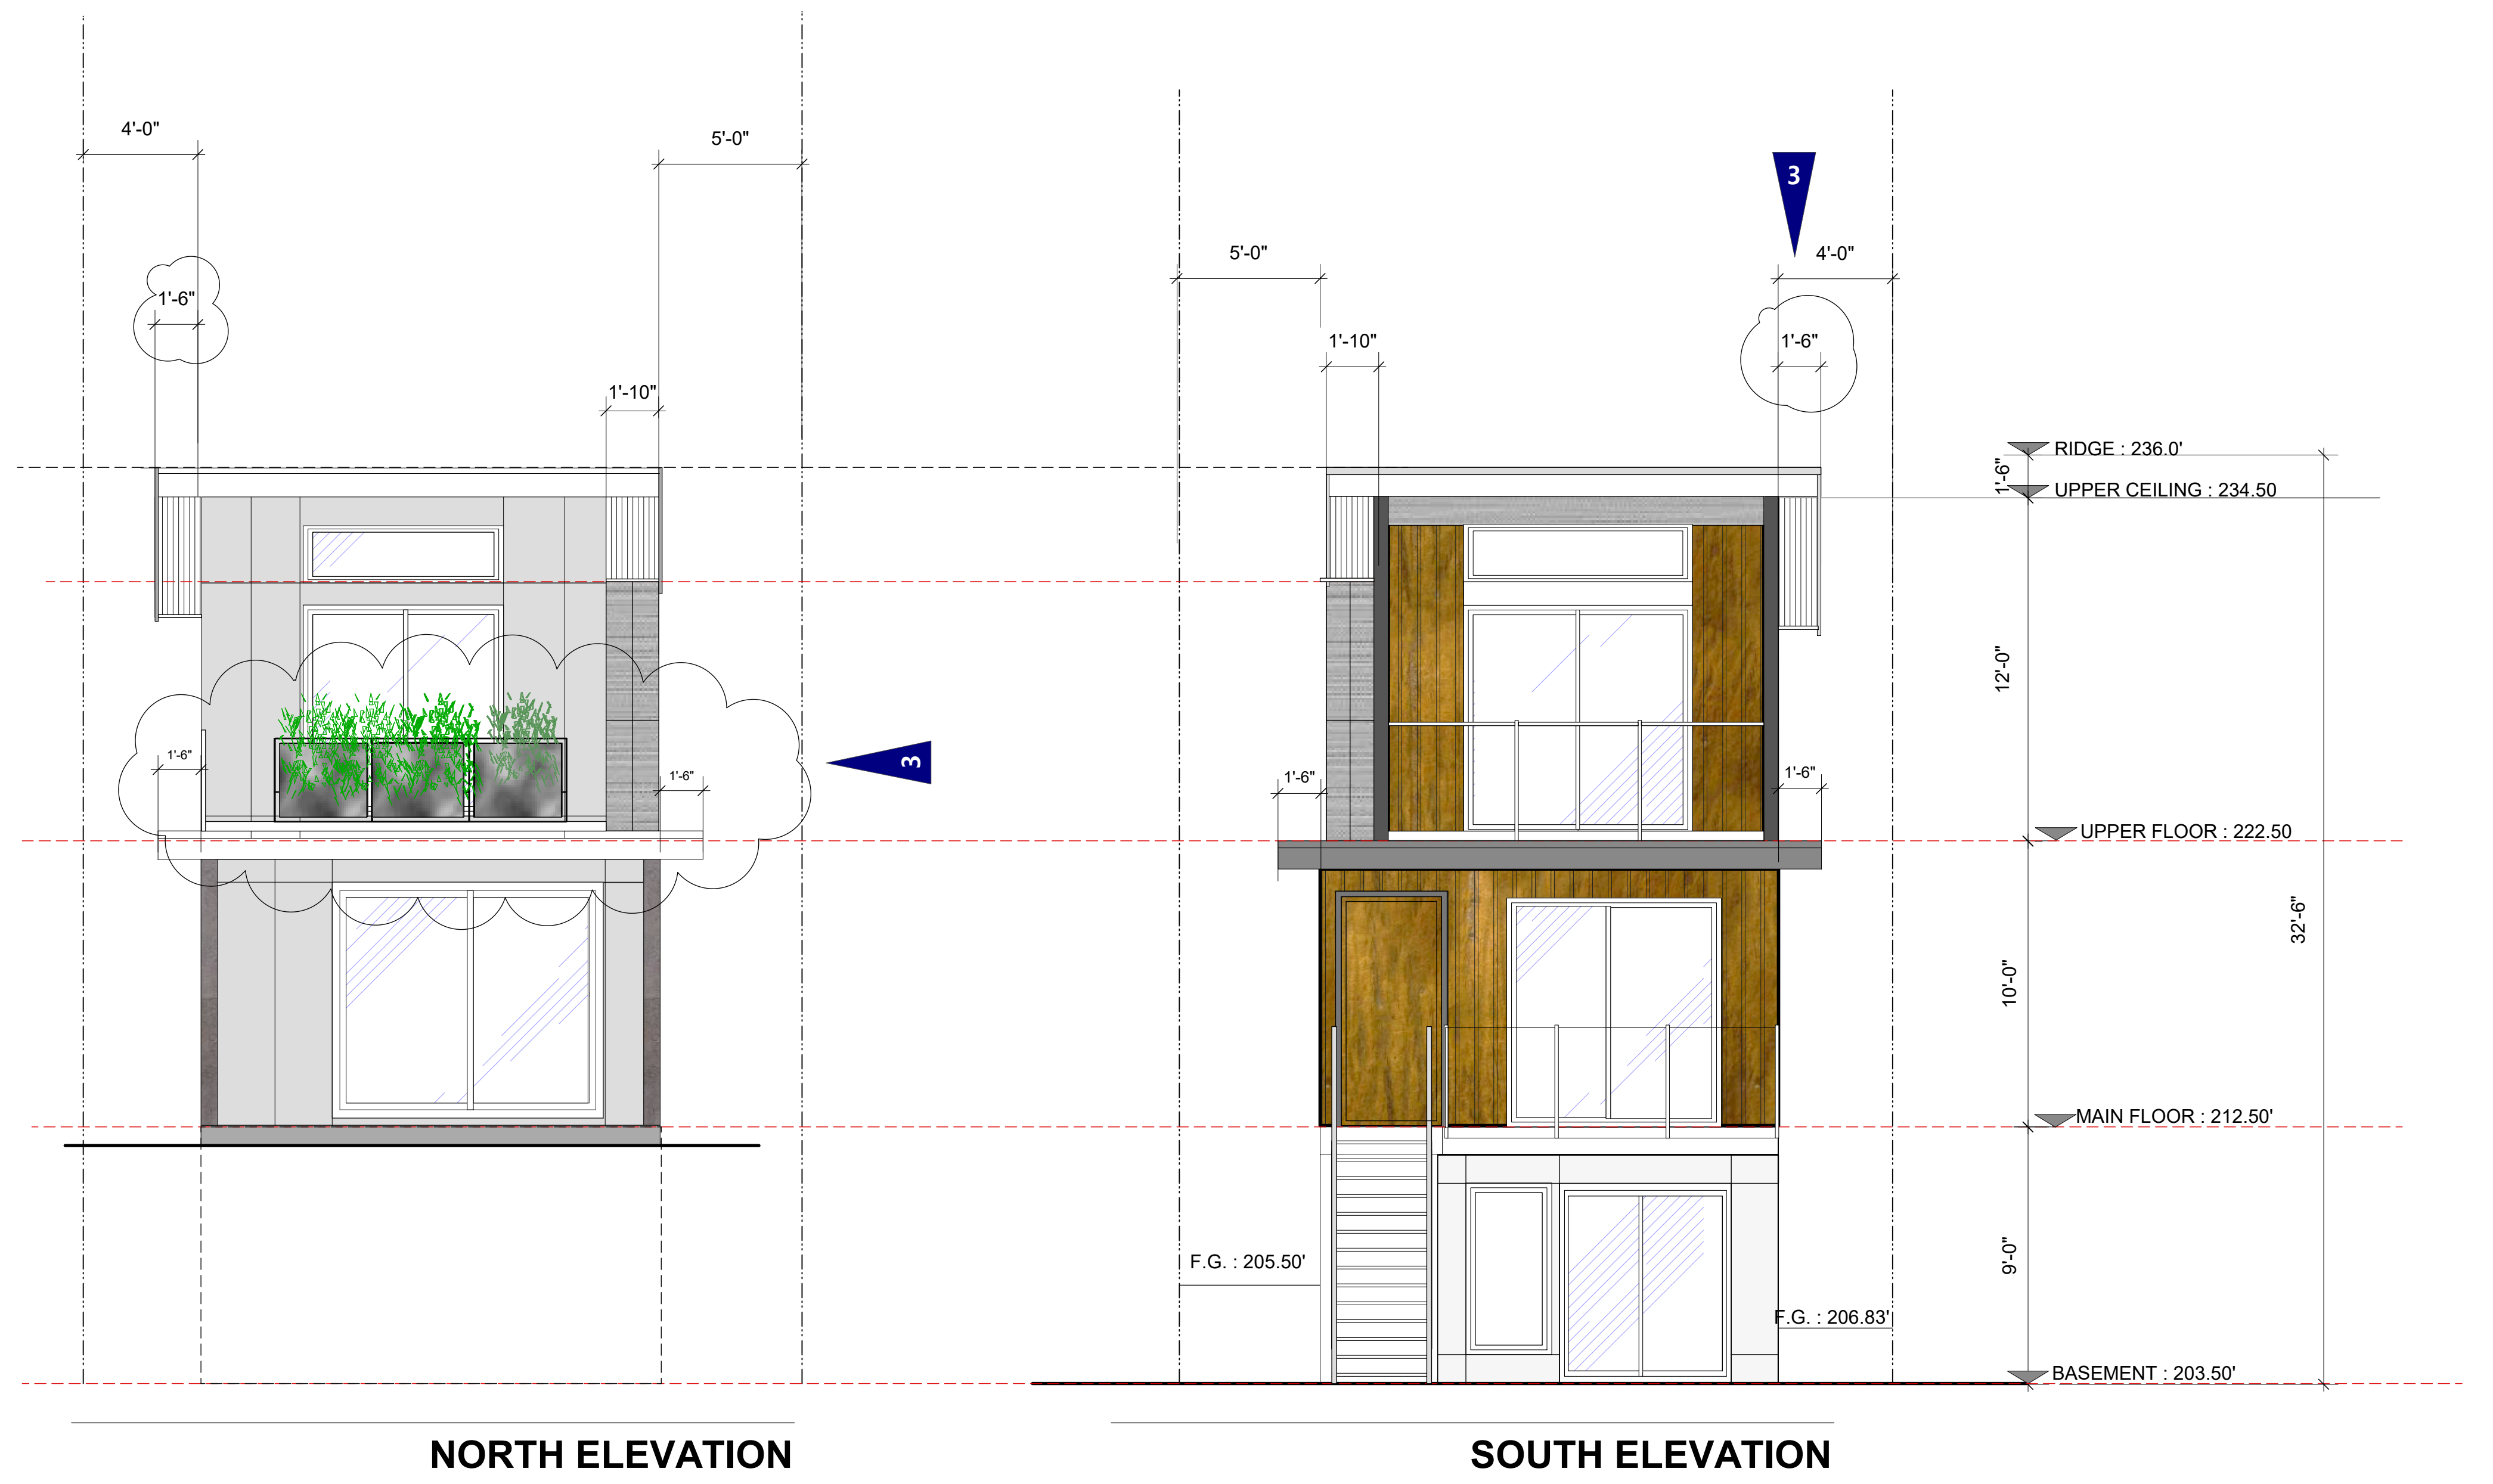 4'-0"
5'-0"
3
5'-0"
4'-0"
1'-6"
1'-10"
1'-6"
1'-10"
RIDGE : 236.0'
1'-6"
UPPER CEILING : 234.50
12'-0"
1'-6"
1'-6"
3
1'-6"
1'-6"
UPPER FLOOR : 222.50
32'-6"
10'-0"
MAIN FLOOR : 212.50'
F.G. : 205.50'
9'-0"
F.G. : 206.83'
BASEMENT : 203.50'
NORTH ELEVATION
SOUTH ELEVATION